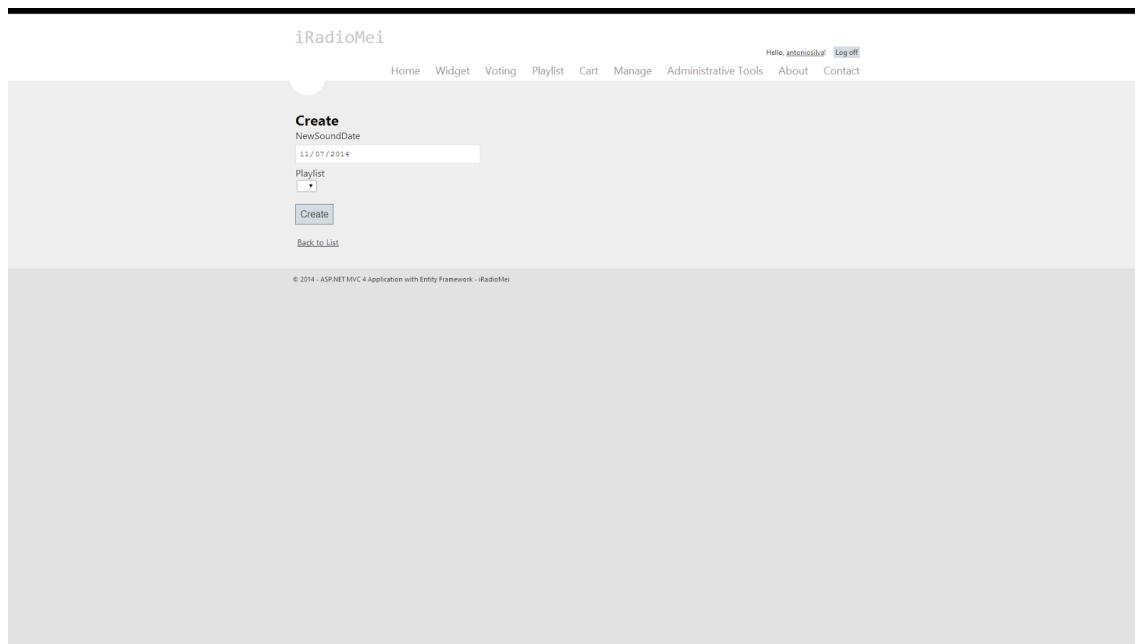 iRadioMei
Hello, antoniosilva! Log off
Home Widget Voting Playlist Cart Manage Administrative Tools About Contact
Create
NewSoundDate
11/07/2014
Playlist
Create
Back to List
© 2014 - ASP.NET MVC 4 Application with Entity Framework - iRadioMei